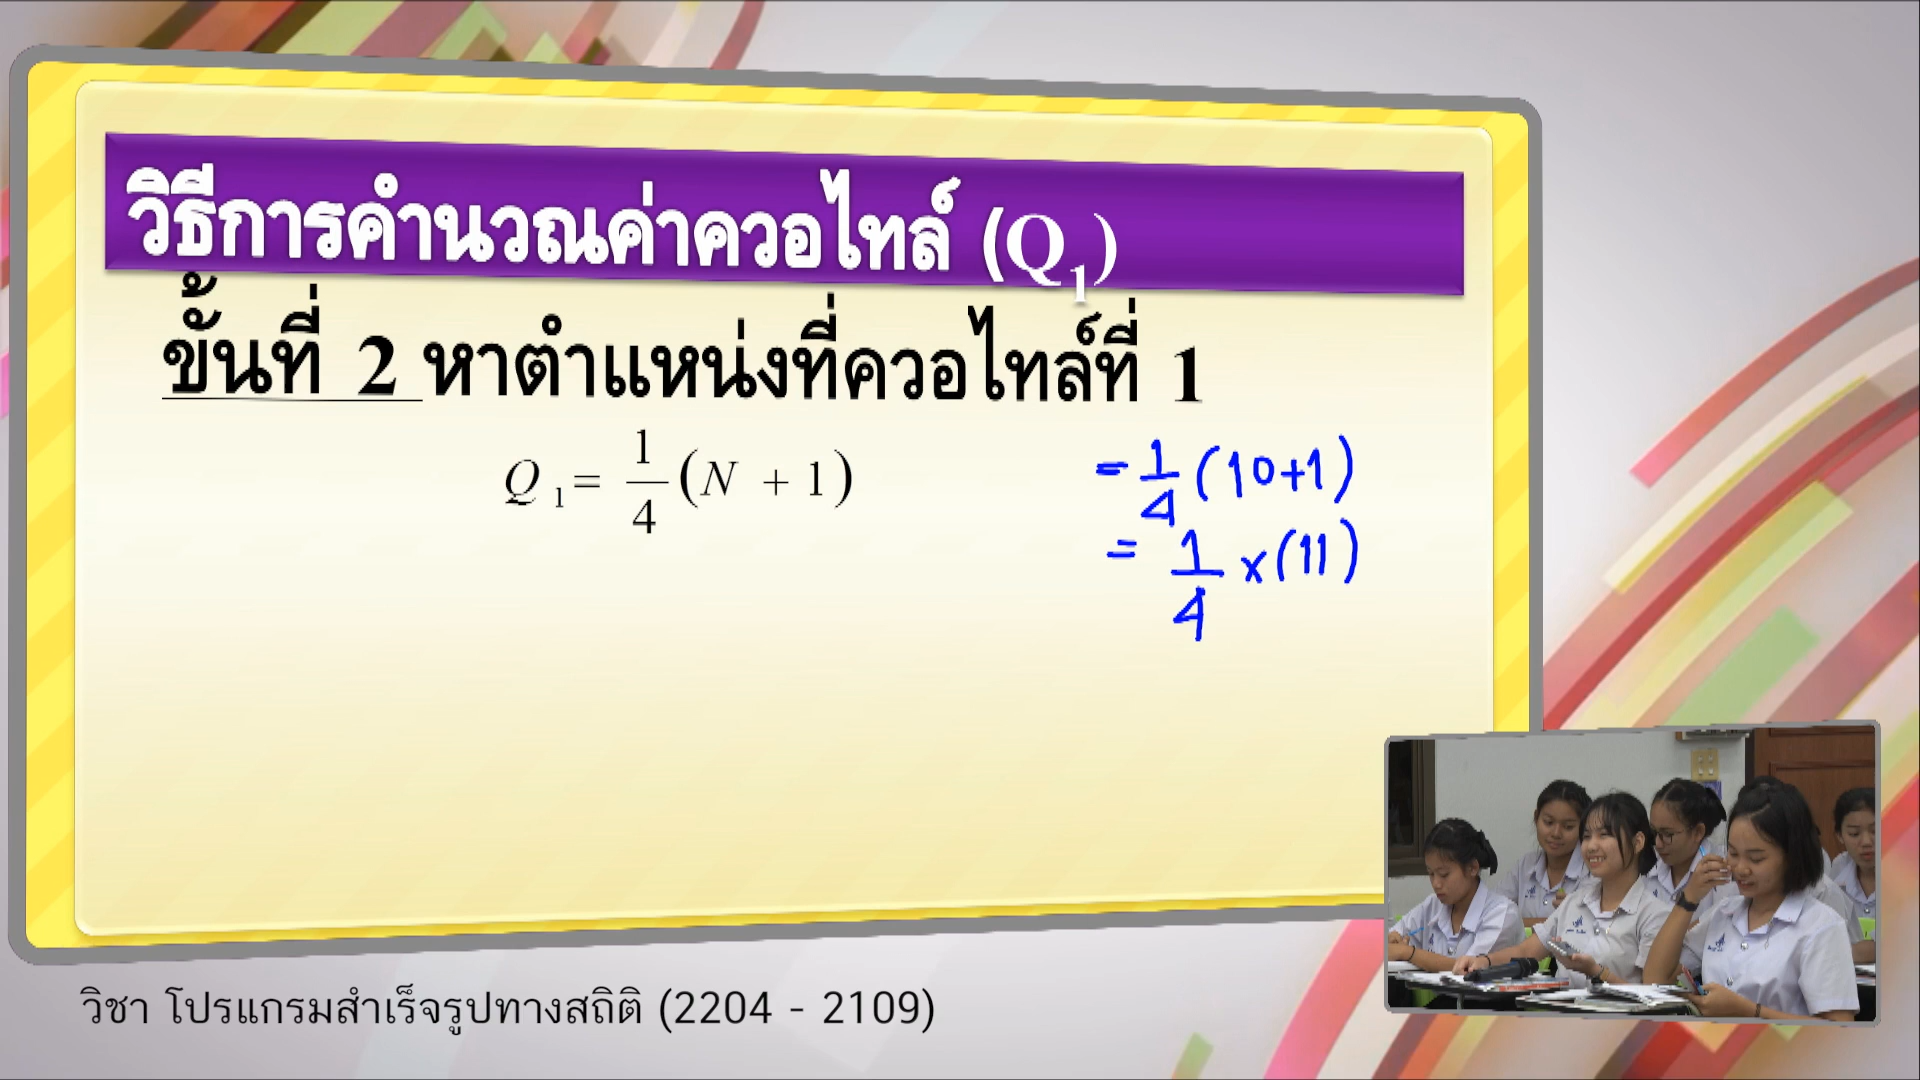 วิธีการคำนวณค่าควอไทล์ (Q₁)
ขั้นที่ 2 หาตำแหน่งที่ควอไทล์ที่ 1
Q₁ = 1/4 (N + 1)
= 1/4 (10+1)
= 1/4 x (11)
วิชา โปรแกรมสำเร็จรูปทางสถิติ (2204 - 2109)